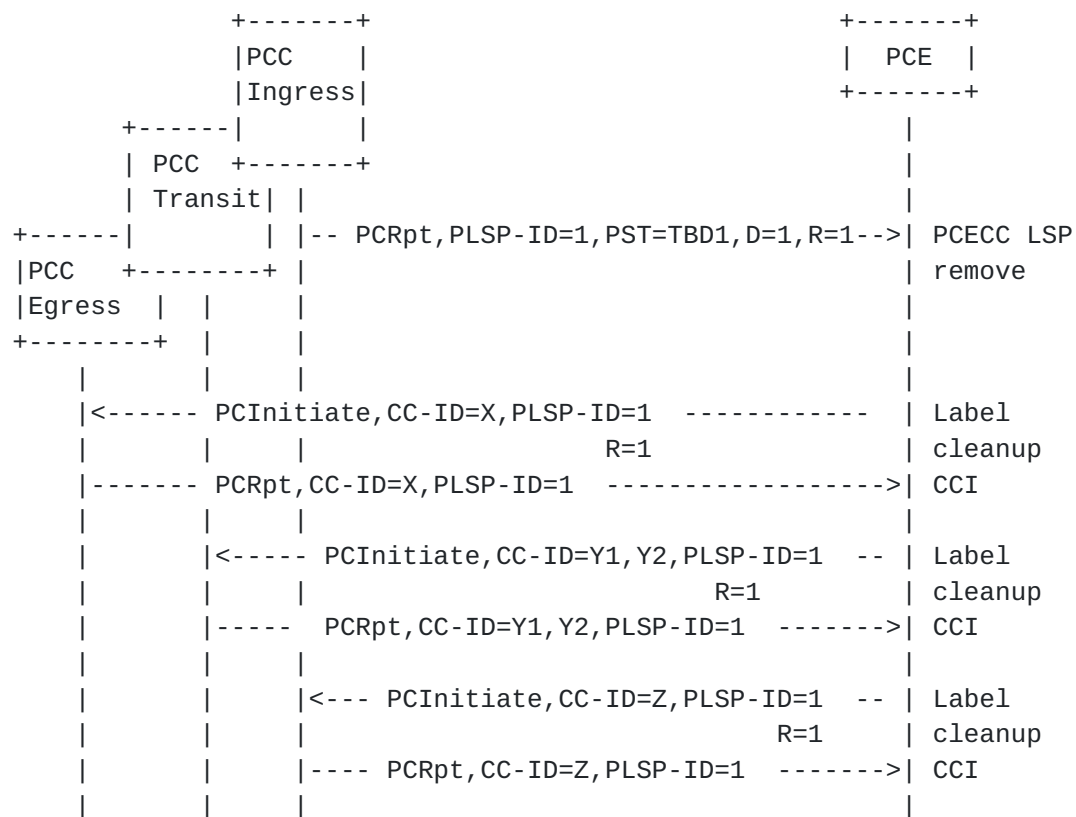 +-------+                              +-------+
              |PCC    |                              |  PCE  |
              |Ingress|                              +-------+
       +------|       |                                  |
       | PCC  +-------+                                  |
       | Transit| |                                      |
+------|        | |-- PCRpt,PLSP-ID=1,PST=TBD1,D=1,R=1-->| PCECC LSP
|PCC   +--------+ |                                      | remove
|Egress  |  |     |                                      |
+--------+  |     |                                      |
    |       |     |                                      |
    |<------ PCInitiate,CC-ID=X,PLSP-ID=1  ------------  | Label
    |       |     |                   R=1                | cleanup
    |------- PCRpt,CC-ID=X,PLSP-ID=1  ------------------>| CCI
    |       |     |                                      |
    |       |<----- PCInitiate,CC-ID=Y1,Y2,PLSP-ID=1  -- | Label
    |       |     |                          R=1         | cleanup
    |       |-----  PCRpt,CC-ID=Y1,Y2,PLSP-ID=1  ------->| CCI
    |       |     |                                      |
    |       |     |<--- PCInitiate,CC-ID=Z,PLSP-ID=1  -- | Label
    |       |     |                              R=1     | cleanup
    |       |     |---- PCRpt,CC-ID=Z,PLSP-ID=1  ------->| CCI
    |       |     |                                      |